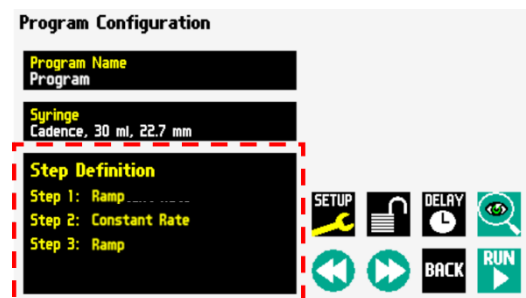 Program Configuration
Program Name
Program
Syringe
Cadence, 30 ml, 22.7 mm
Step Definition
Step 1: Ramp
Step 2: Constant Rate
Step 3: Ramp
SETUP
DELAY
BACK
RUN